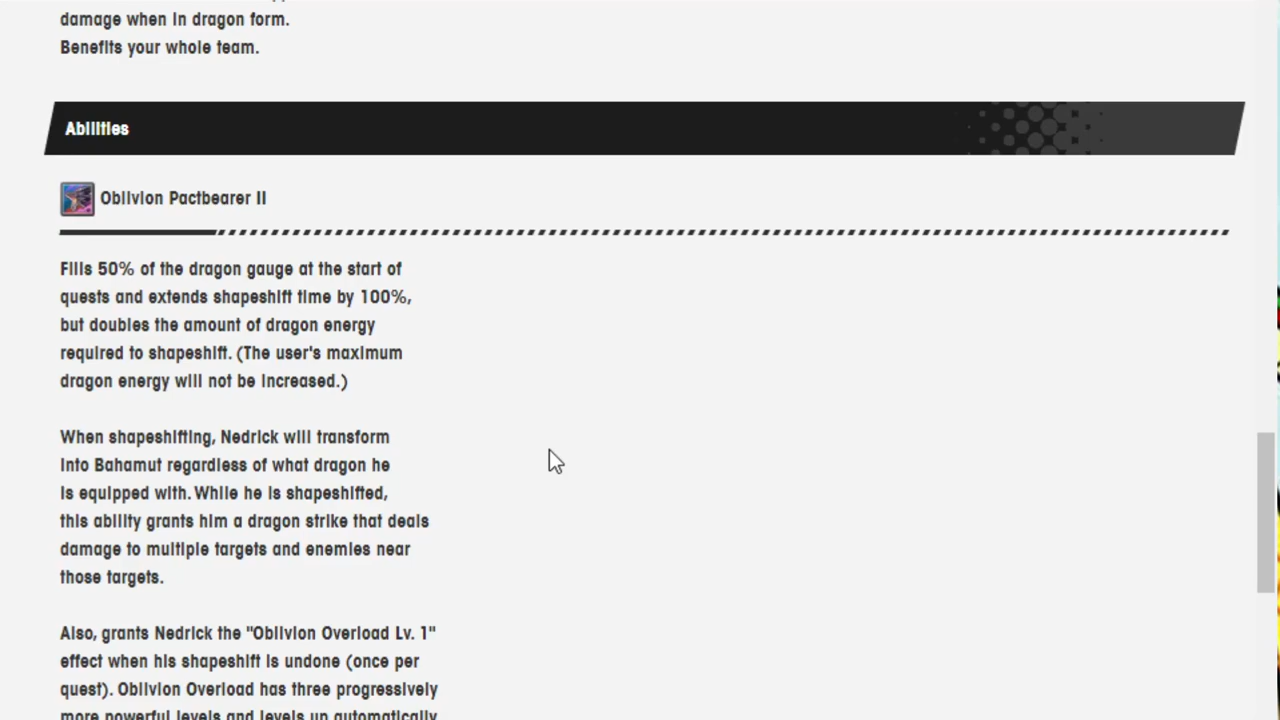 damage when in dragon form.
Benefits your whole team.
Abilities
Oblivion Pactbearer II
Fills 50% of the dragon gauge at the start of
quests and extends shapeshift time by 100%,
but doubles the amount of dragon energy
required to shapeshift. (The user's maximum
dragon energy will not be increased.)
When shapeshifting, Nedrick will transform
into Bahamut regardless of what dragon he
is equipped with. While he is shapeshifted,
this ability grants him a dragon strike that deals
damage to multiple targets and enemies near
those targets.
Also, grants Nedrick the "Oblivion Overload Lv. 1"
effect when his shapeshift is undone (once per
quest). Oblivion Overload has three progressively
more powerful levels and levels up automatically